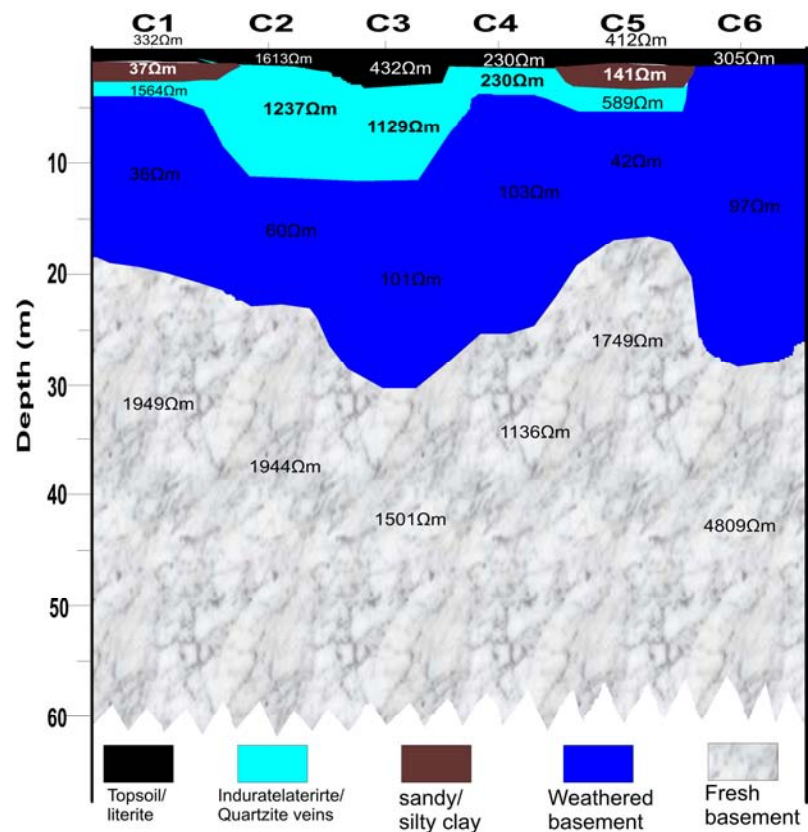 C1 C2 C3 C4 C5 C6
332Ωm 412Ωm
1613Ωm 230Ωm 305Ωm
37Ωm 432Ωm 230Ωm 141Ωm
1564Ωm 589Ωm
1237Ωm 1129Ωm
10
38Ωm 42Ωm
103Ωm 97Ωm
60Ωm
20
101Ωm
Depth (m)
1749Ωm
30
1949Ωm
1136Ωm
1944Ωm
40
1501Ωm 4809Ωm
50
60
Topsoil/
literite
Induratelaterirte/
Quartzite veins
sandy/
silty clay
Weathered
basement
Fresh
basement